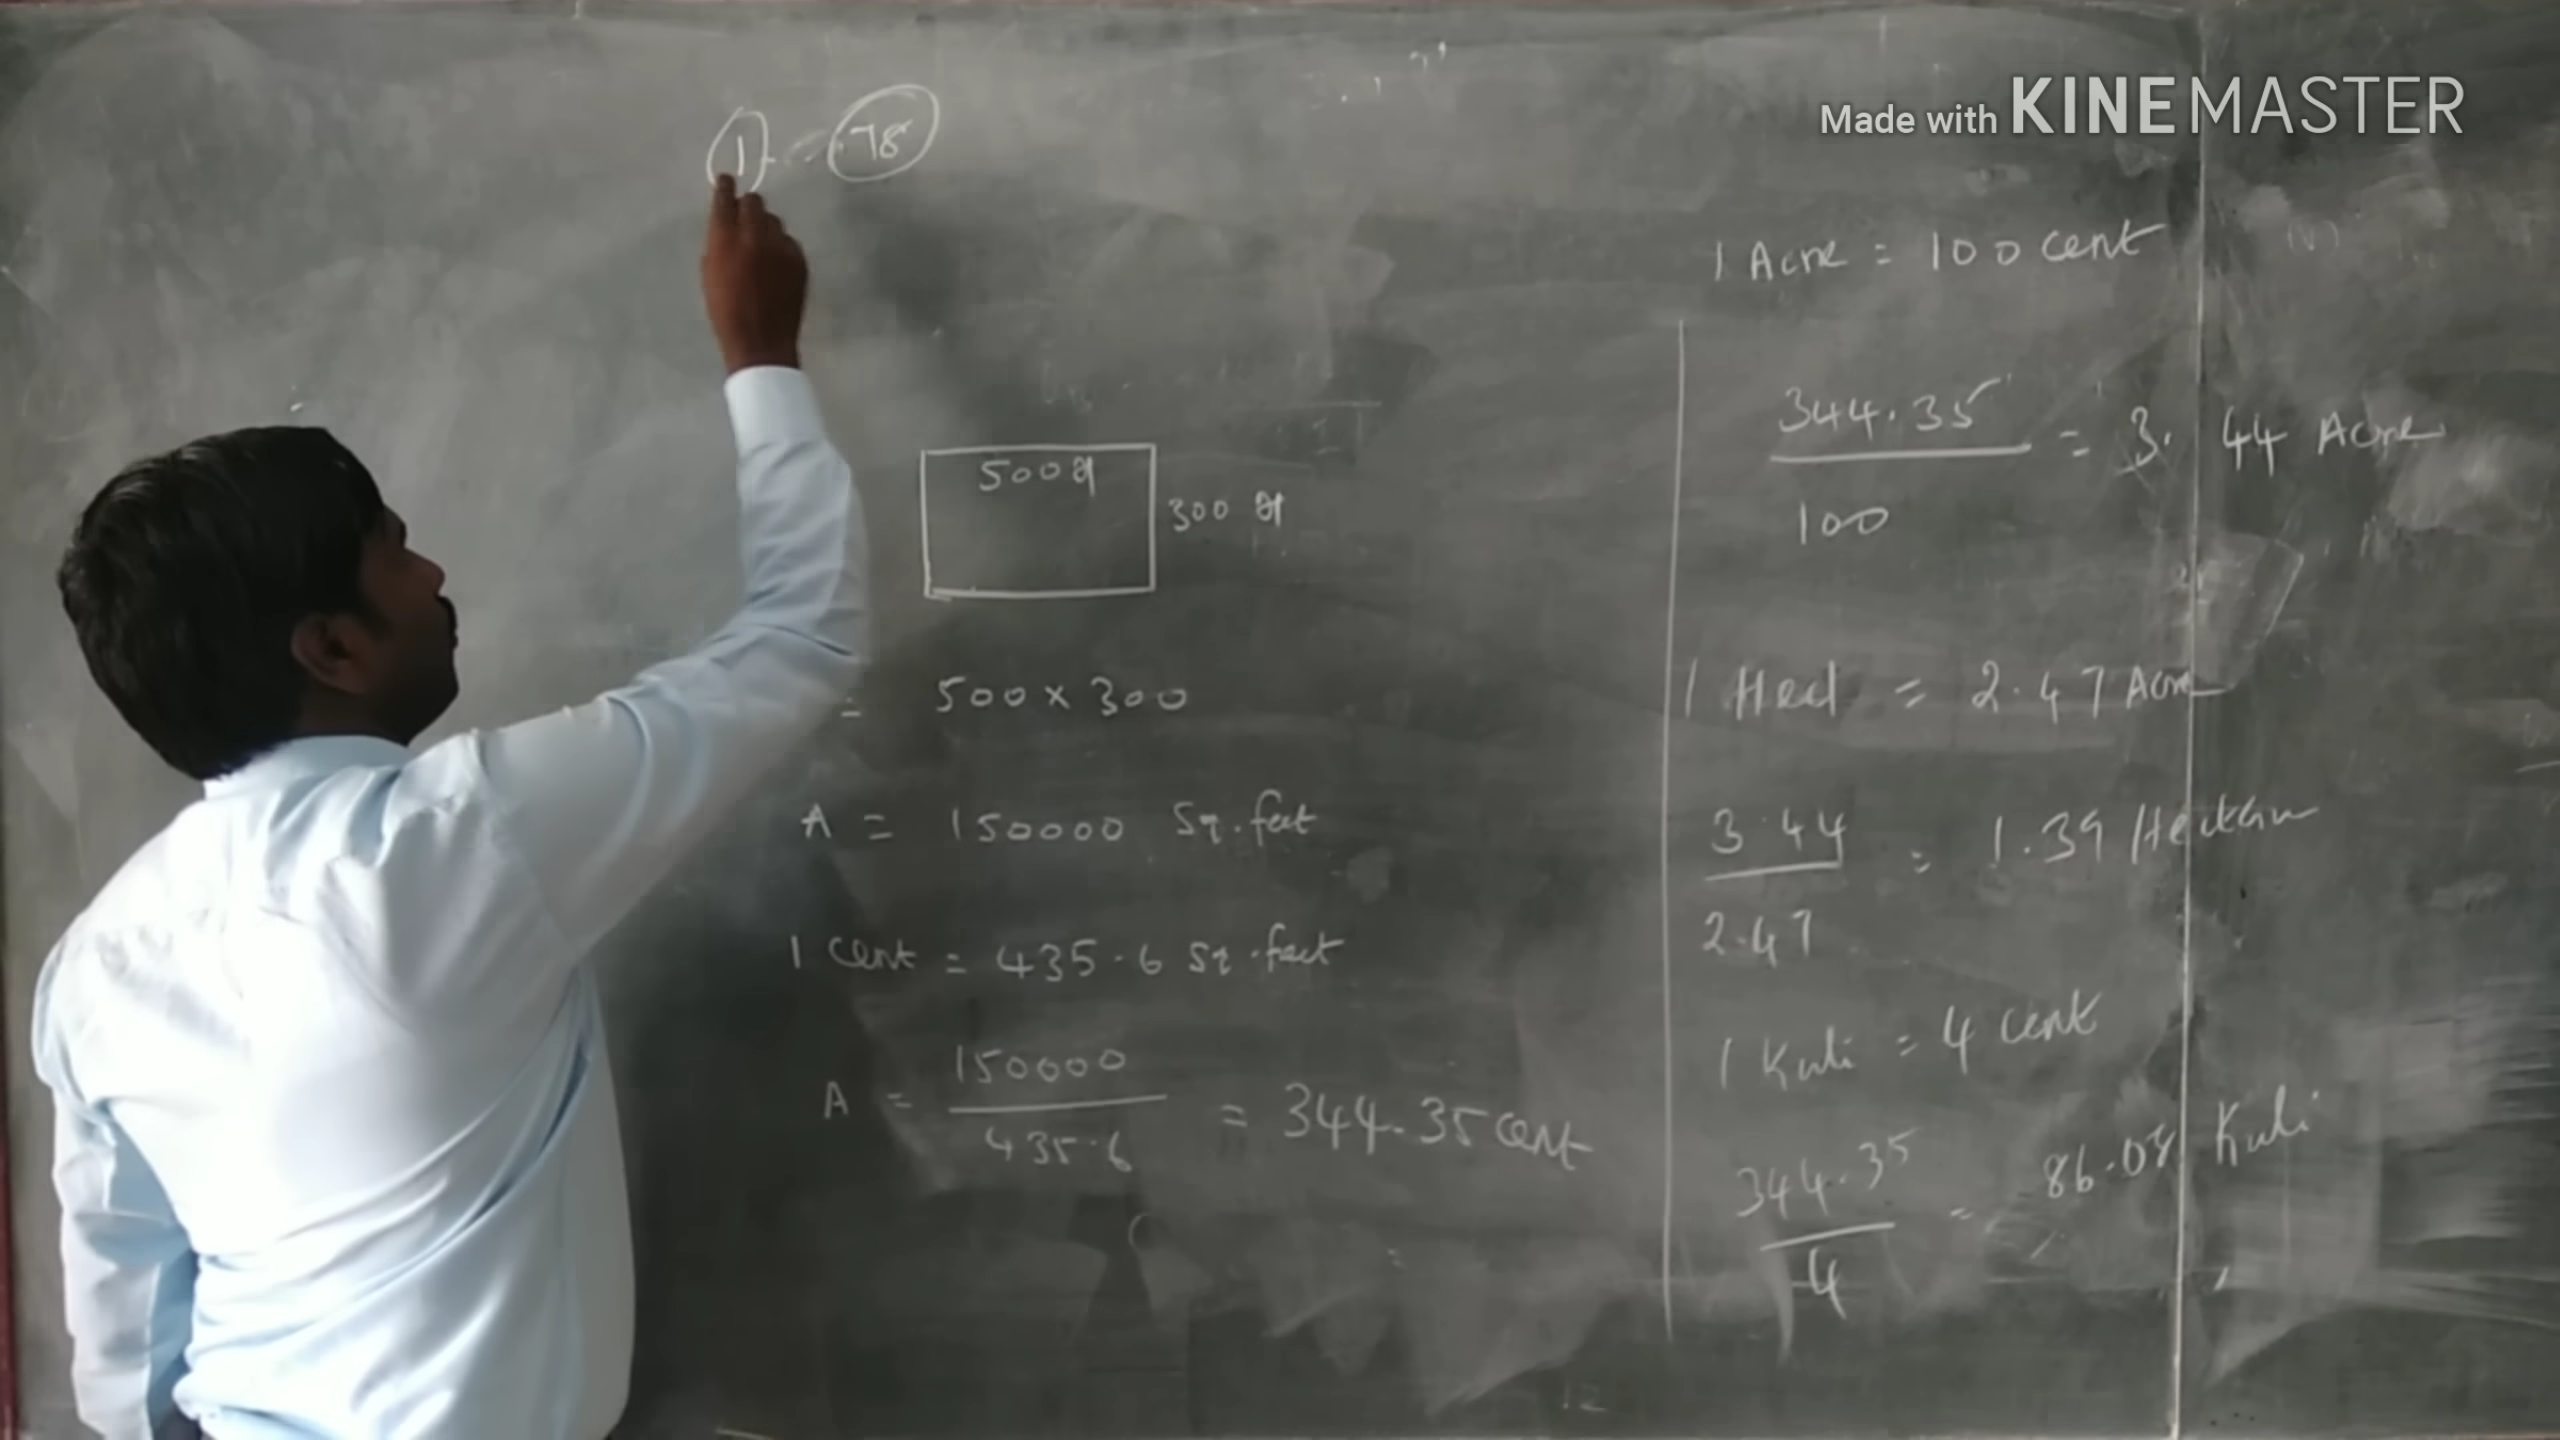 Made with KINEMASTER
1 - .78
500 அ
300 அ
= 500 x 300
A = 150000 Sq.feet
1 cent = 435.6 sq.feet
A = 150000 / 435.6 = 344.35 cent
1 Acre = 100 cent
344.35 / 100 = 3.44 Acre
1 Hect = 2.47 Acre
3.44 / 2.47 = 1.39 Hectare
1 Kuli = 4 cent
344.35 / 4 = 86.08 Kuli